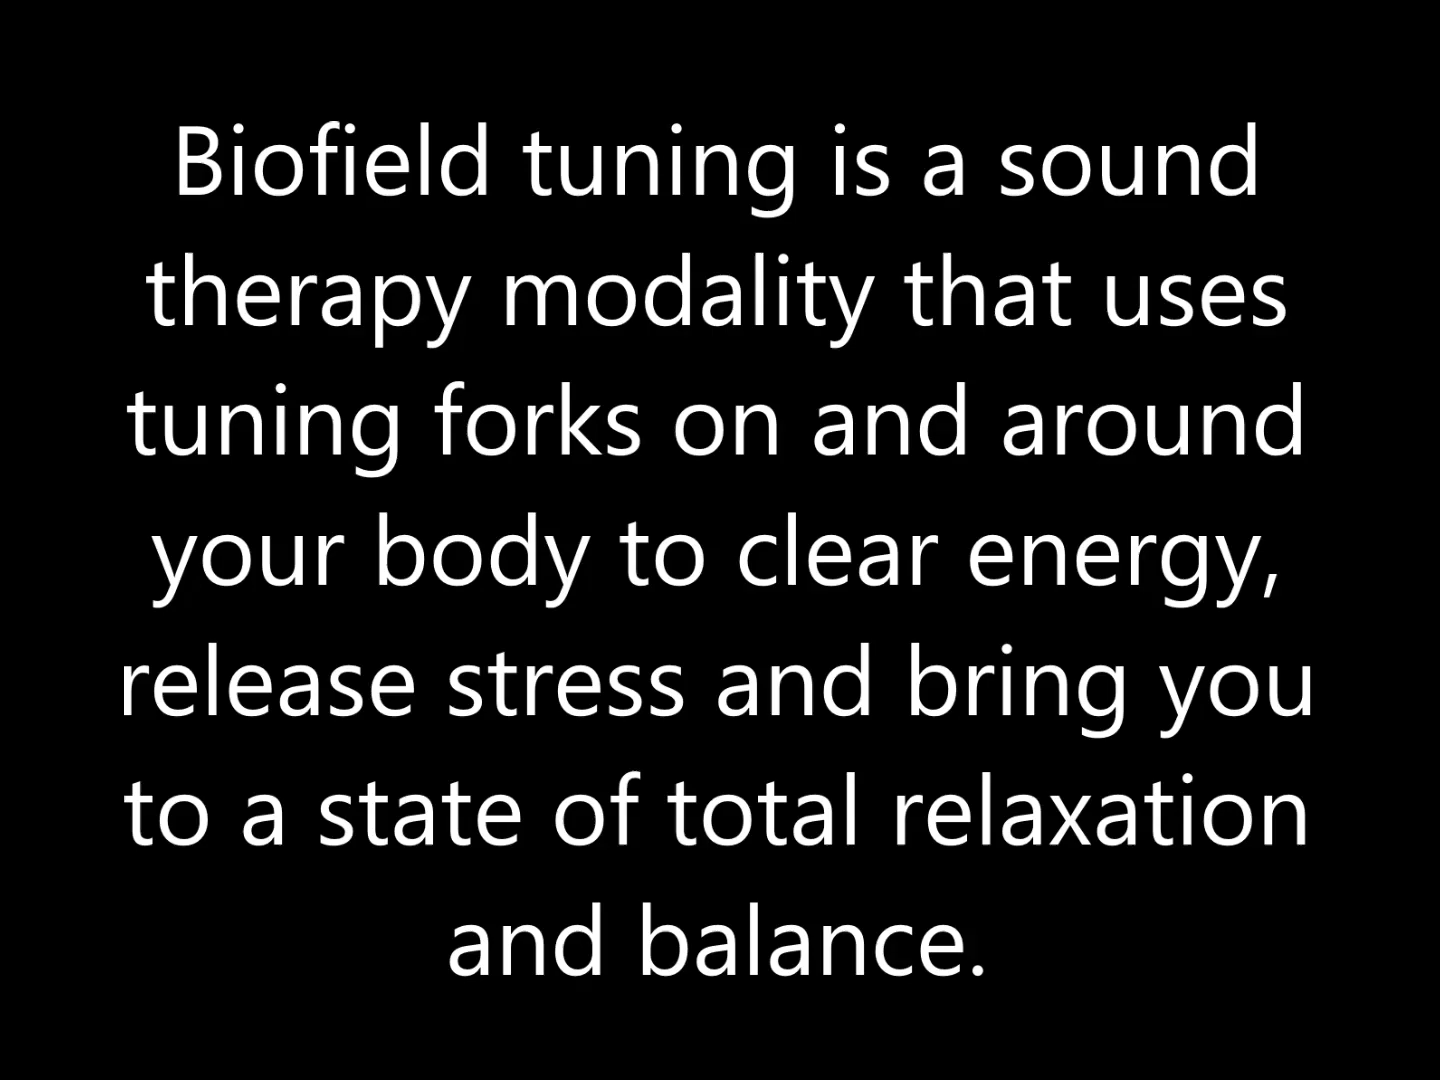 Biofield tuning is a sound
therapy modality that uses
tuning forks on and around
your body to clear energy,
release stress and bring you
to a state of total relaxation
and balance.